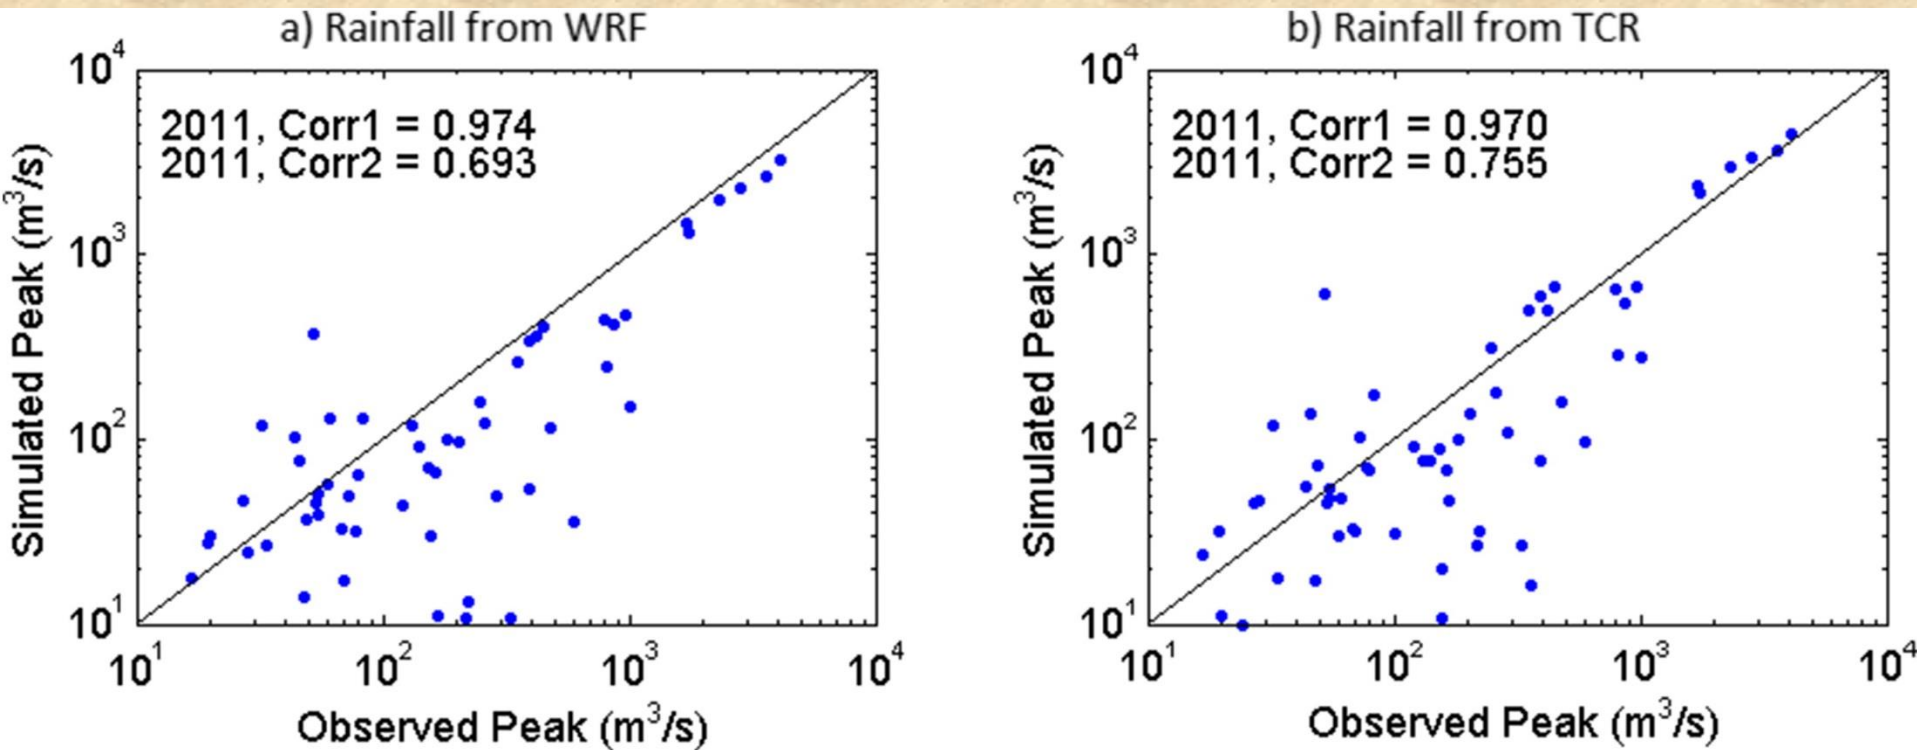 a) Rainfall from WRF
2011, Corr1 = 0.974
2011, Corr2 = 0.693
10⁴
10³
10²
10¹
Simulated Peak (m³/s)
10¹ 10² 10³ 10⁴
Observed Peak (m³/s)
b) Rainfall from TCR
2011, Corr1 = 0.970
2011, Corr2 = 0.755
10⁴
10³
10²
10¹
Simulated Peak (m³/s)
10¹ 10² 10³ 10⁴
Observed Peak (m³/s)